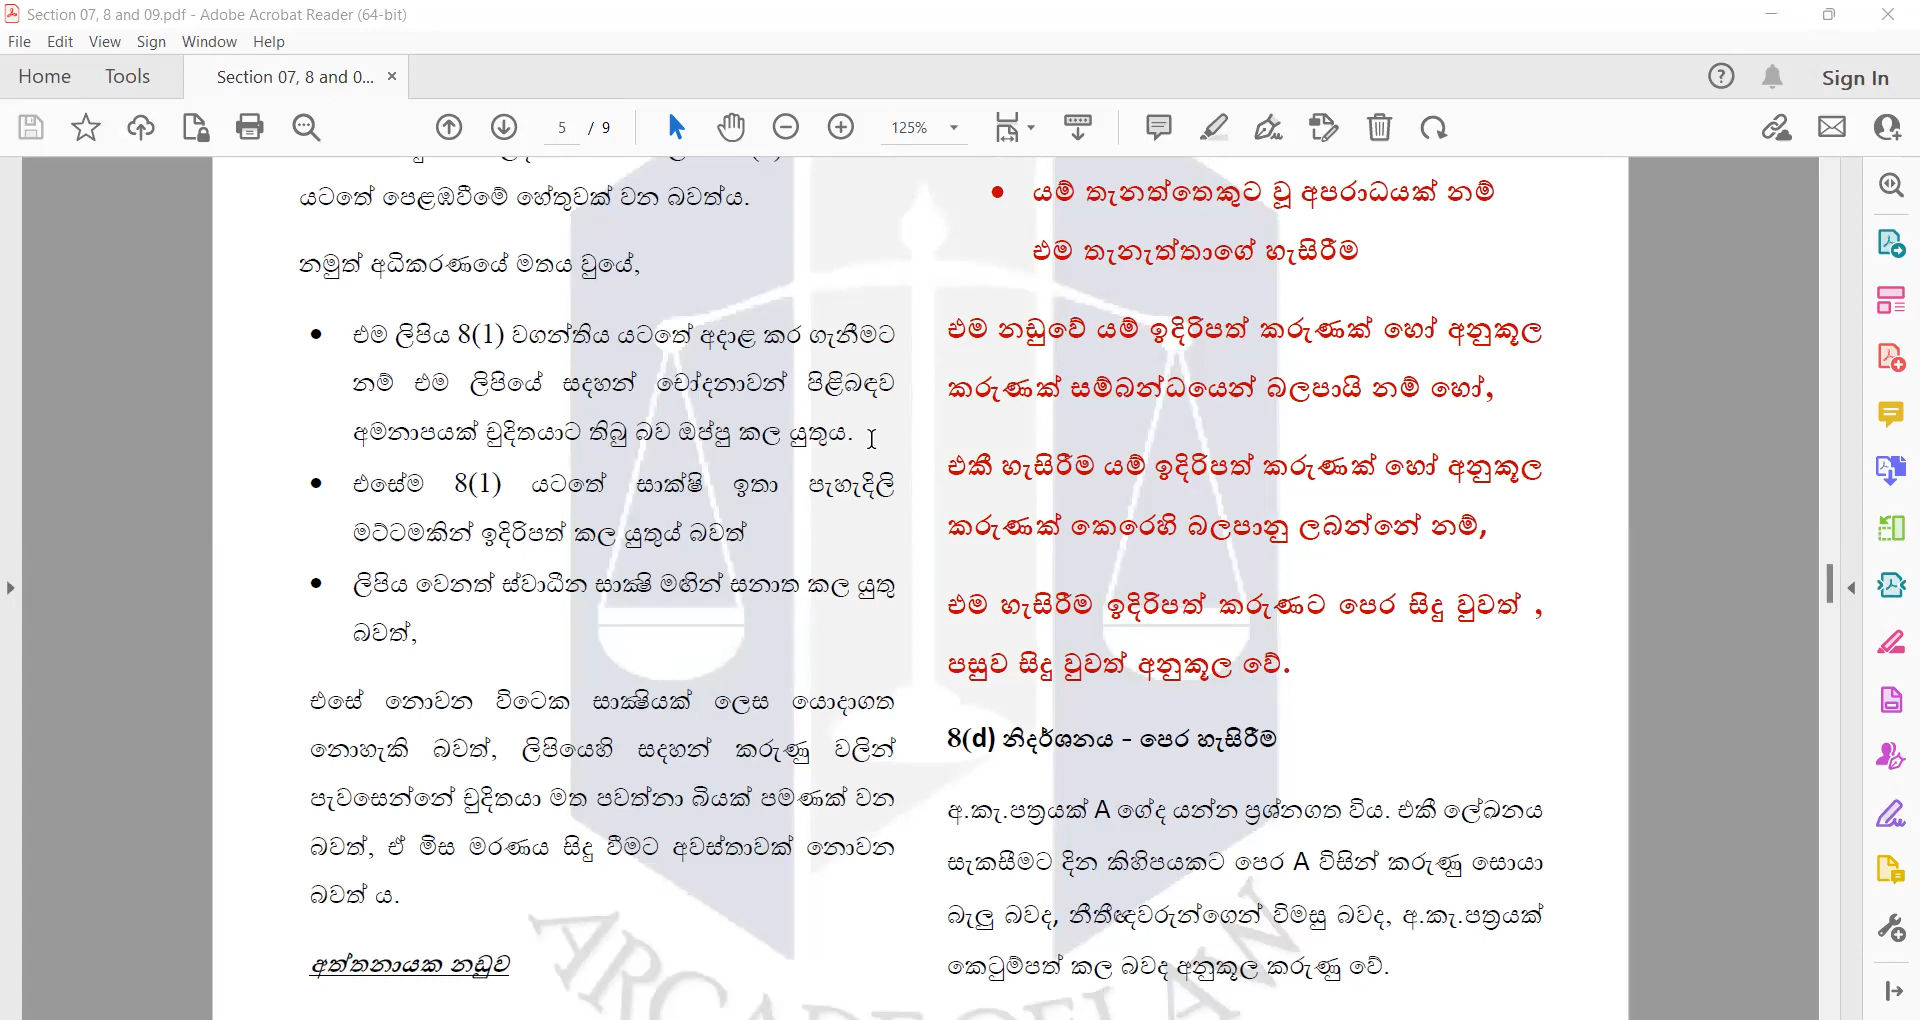 Section 07, 8 and 09.pdf - Adobe Acrobat Reader (64-bit)
File Edit View Sign Window Help
Home Tools Section 07, 8 and 0... × Sign In
5 / 9 125%
යටතේ පෙළඹවීමේ හේතුවක් වන බවත්ය.
නමුත් අධිකරණයේ මතය වුයේ,
• එම ලිපිය 8(1) වගන්තිය යටතේ අදාළ කර ගැනීමට
නම් එම ලිපියේ සදහන් චෝදනාවන් පිළිබඳව
අමනාපයක් චුදිතයාට තිබු බව ඔප්පු කල යුතුය.
• එසේම 8(1) යටතේ සාක්ෂි ඉතා පැහැදිලි
මට්ටමකින් ඉදිරිපත් කල යුතුය් බවත්
• ලිපිය වෙනත් ස්වාධීන සාක්‍ෂි මඟින් සනාත කල යුතු
බවත්,
එසේ නොවන විටෙක සාක්‍ෂියක් ලෙස යොදාගත
නොහැකි බවත්, ලිපියෙහි සදහන් කරුණු වලින්
පැවසෙන්නේ චුදිතයා මත පවත්නා බියක් පමණක් වන
බවත්, ඒ මිස මරණය සිදු වීමට අවස්තාවක් නොවන
බවත් ය.
අත්තනායක නඩුව
• යම් තැනත්තෙකුට වූ අපරාධයක් නම්
එම තැනැත්තාගේ හැසිරීම
එම නඩුවේ යම් ඉදිරිපත් කරුණක් හෝ අනුකූල
කරුණක් සම්බන්ධයෙන් බලපායි නම් හෝ,
එකී හැසිරීම යම් ඉදිරිපත් කරුණක් හෝ අනුකූල
කරුණක් කෙරෙහි බලපානු ලබන්නේ නම්,
එම හැසිරීම ඉදිරිපත් කරුණට පෙර සිදු වුවත් ,
පසුව සිදු වුවත් අනුකූල වේ.
8(d) නිදර්ශනය - පෙර හැසිරීම
අ.කැ.පත්‍රයක් A ගේද යන්න ප්‍රශ්නගත විය. එකී ලේඛනය
සැකසීමට දින කිහිපයකට පෙර A විසින් කරුණු සොයා
බැලු බවද, නීතීඥවරුන්ගෙන් විමසු බවද, අ.කැ.පත්‍රයක්
කෙටුම්පත් කල බවද අනුකූල කරුණු වේ.
ARCADE OF LAW